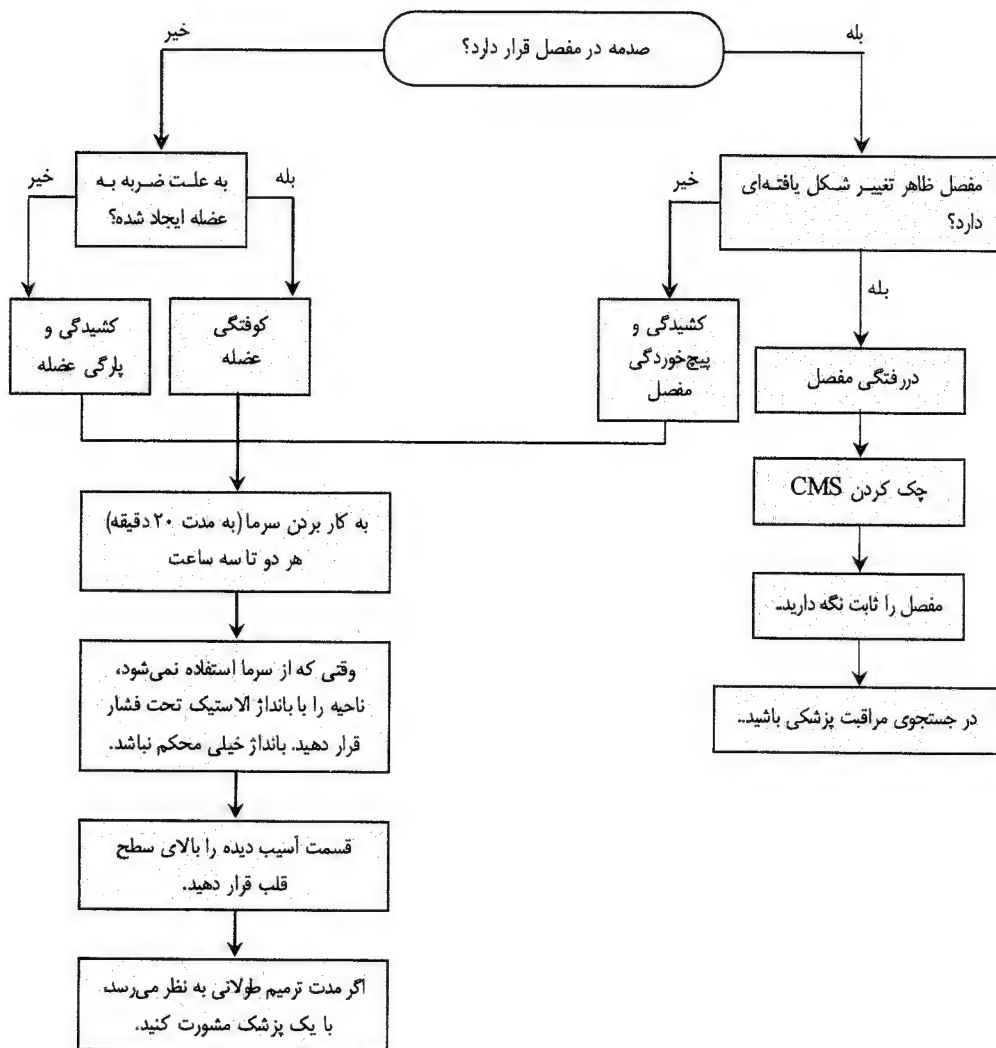 صدمه در مفصل قرار دارد؟
بله
خیر
مفصل ظاهر تغییر شکل یافته‌ای
دارد؟
خیر
بله
به علت ضربه به
عضله ایجاد شده؟
بله
خیر
دررفتگی مفصل
کشیدگی و
پیچ‌خوردگی
مفصل
کوفتگی
عضله
کشیدگی و
پارگی عضله
چک کردن CMS
مفصل را ثابت نگه دارید..
در جستجوی مراقبت پزشکی باشید..
به کار بردن سرما (به مدت ۲۰ دقیقه)
هر دو تا سه ساعت
وقتی که از سرما استفاده نمی‌شود،
ناحیه را با بانداژ الاستیک تحت فشار
قرار دهید. بانداژ خیلی محکم نباشد.
قسمت آسیب دیده را بالای سطح
قلب قرار دهید.
اگر مدت ترمیم طولانی به نظر می‌رسد،
با یک پزشک مشورت کنید.